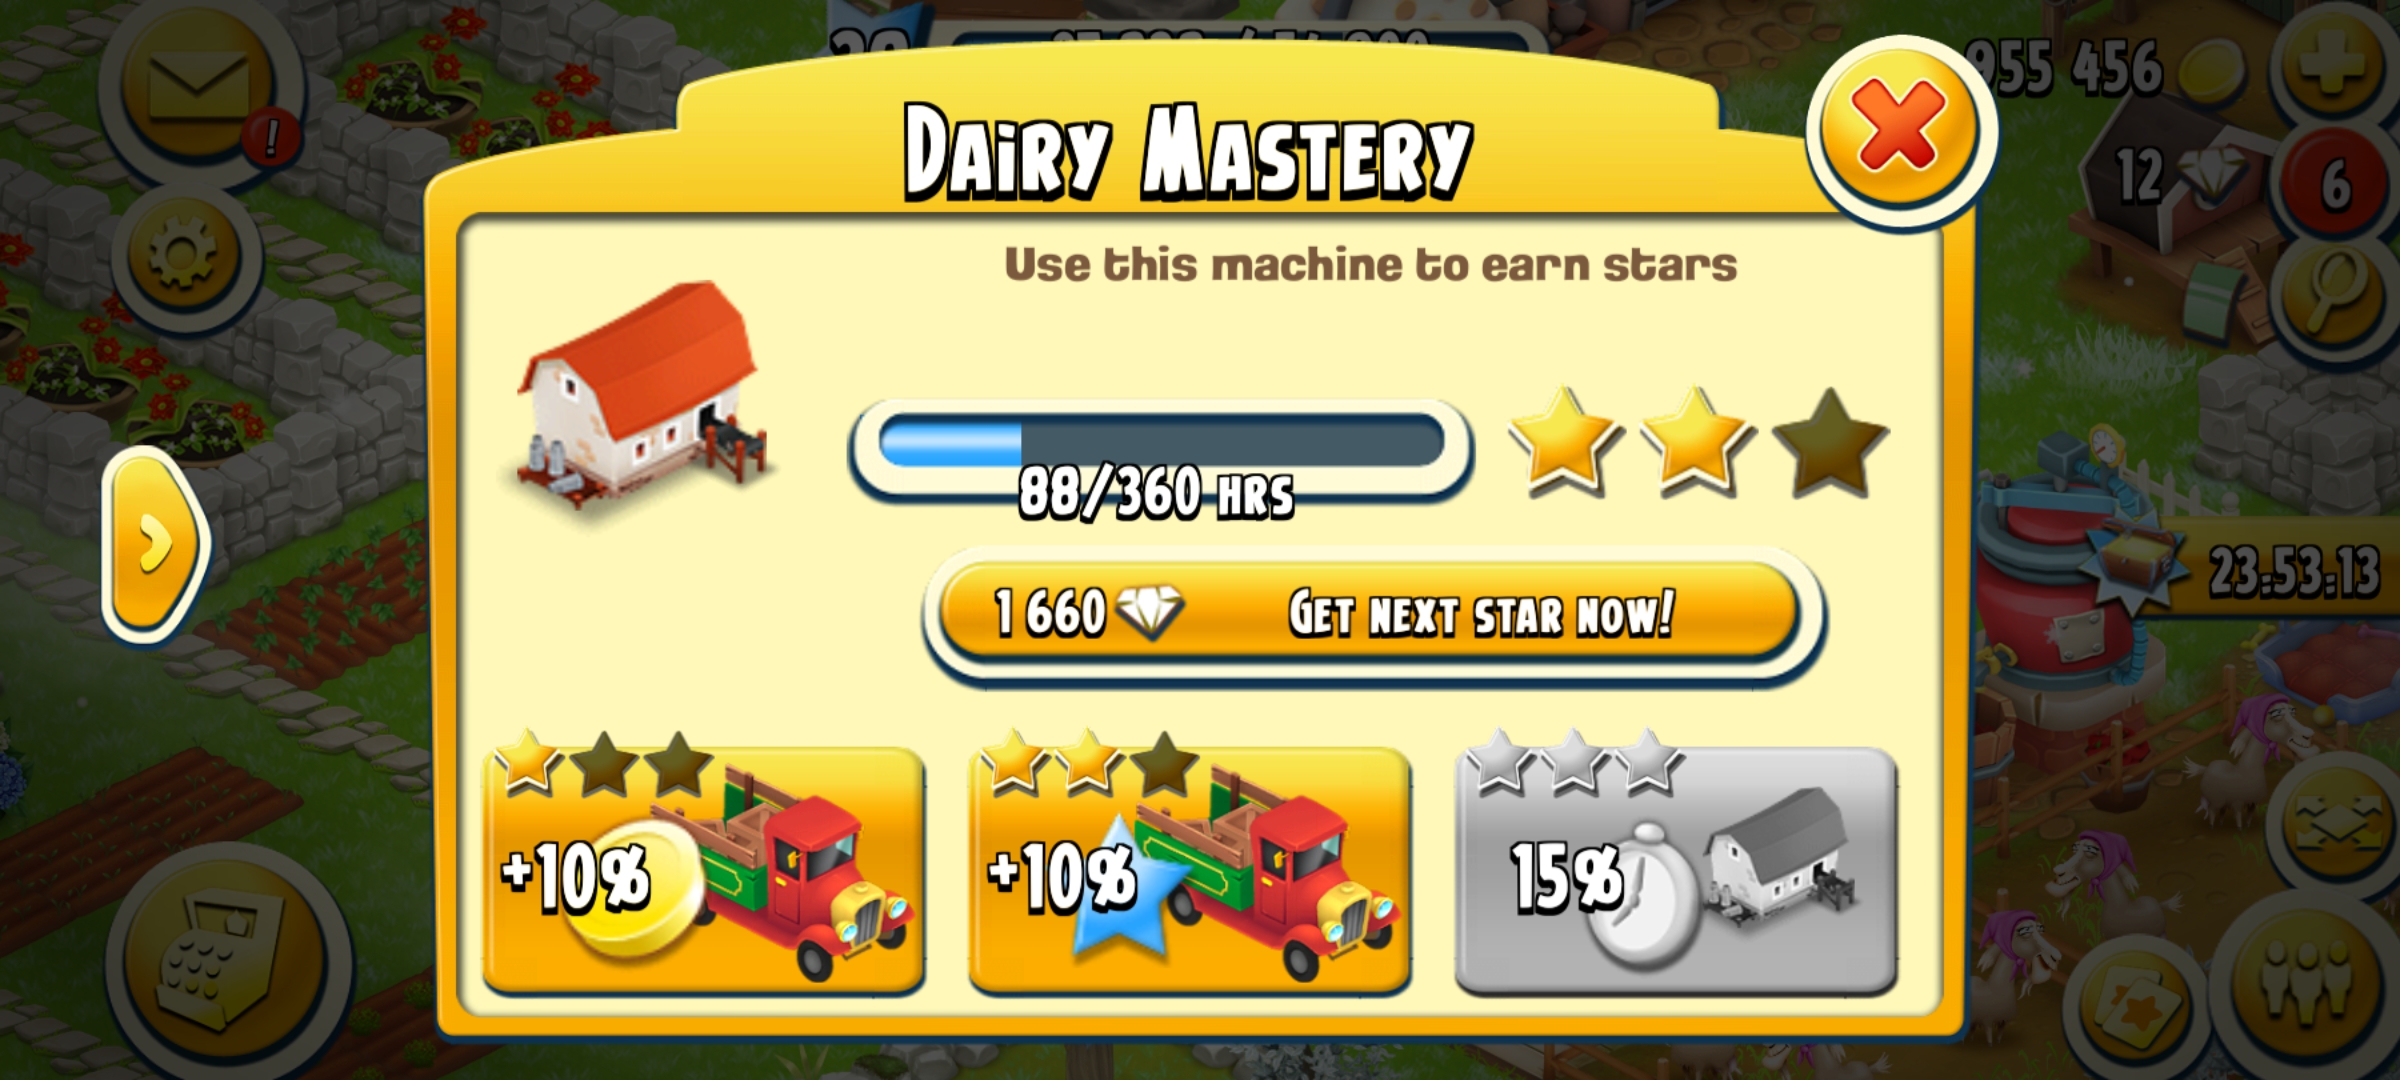 DAiRY MASTERY
955 456
!
12
6
Use this machine to earn stars
88/360 HRS
23:53:13
1 660
GET NEXT STAR NOW!
+10%
+10%
15%